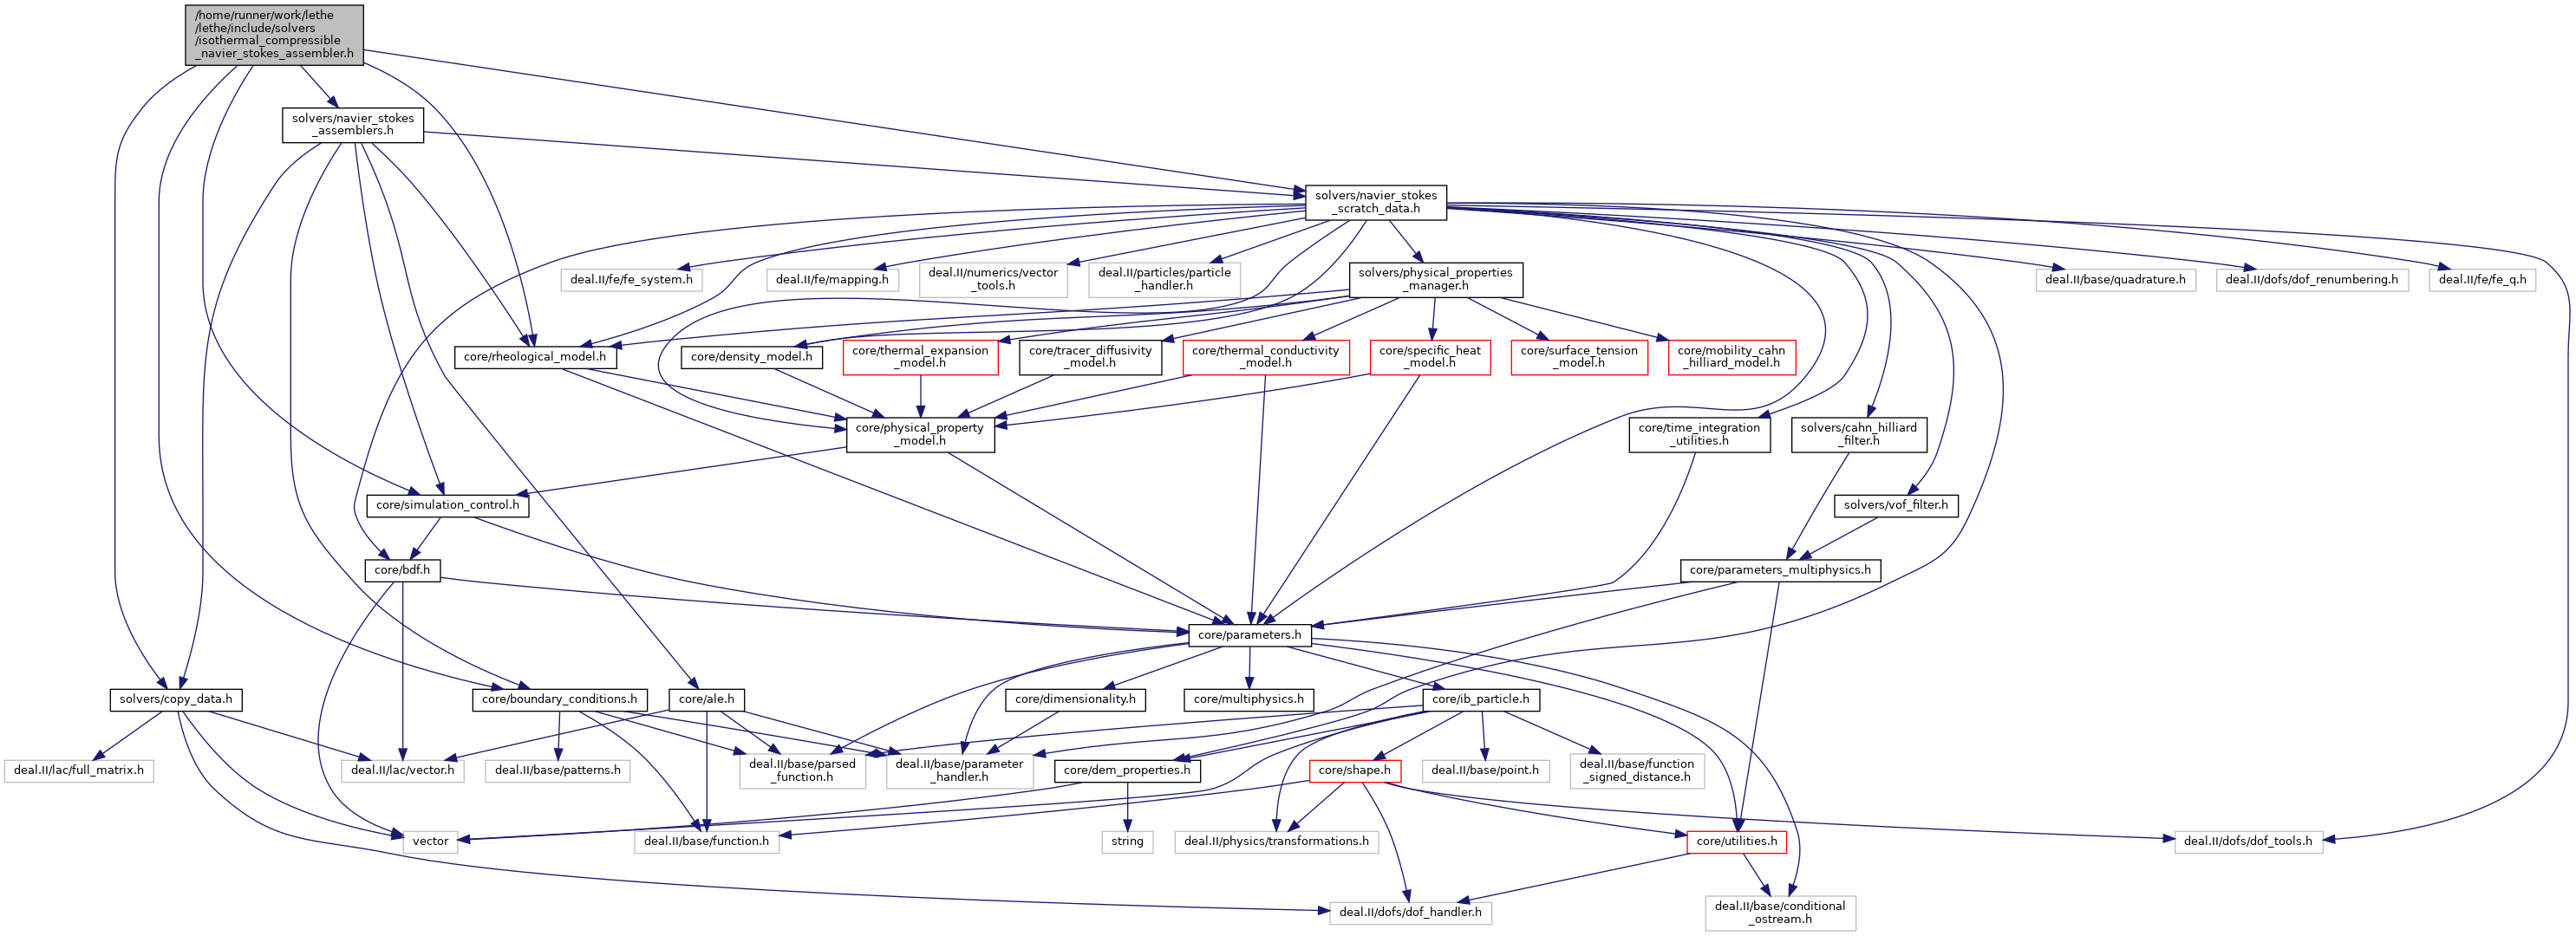 /home/runner/work/lethe
/lethe/include/solvers
/isothermal_compressible
_navier_stokes_assembler.h
solvers/navier_stokes
_assemblers.h
solvers/navier_stokes
_scratch_data.h
deal.II/fe/fe_system.h
deal.II/fe/mapping.h
deal.II/numerics/vector
_tools.h
deal.II/particles/particle
_handler.h
solvers/physical_properties
_manager.h
deal.II/base/quadrature.h
deal.II/dofs/dof_renumbering.h
deal.II/fe/fe_q.h
core/rheological_model.h
core/density_model.h
core/thermal_expansion
_model.h
core/tracer_diffusivity
_model.h
core/thermal_conductivity
_model.h
core/specific_heat
_model.h
core/surface_tension
_model.h
core/mobility_cahn
_hilliard_model.h
core/physical_property
_model.h
core/time_integration
_utilities.h
solvers/cahn_hilliard
_filter.h
core/simulation_control.h
solvers/vof_filter.h
core/bdf.h
core/parameters_multiphysics.h
core/parameters.h
solvers/copy_data.h
core/boundary_conditions.h
core/ale.h
core/dimensionality.h
core/multiphysics.h
core/ib_particle.h
deal.II/lac/full_matrix.h
deal.II/lac/vector.h
deal.II/base/patterns.h
deal.II/base/parsed
_function.h
deal.II/base/parameter
_handler.h
core/dem_properties.h
core/shape.h
deal.II/base/point.h
deal.II/base/function
_signed_distance.h
vector
deal.II/base/function.h
string
deal.II/physics/transformations.h
core/utilities.h
deal.II/dofs/dof_tools.h
deal.II/dofs/dof_handler.h
deal.II/base/conditional
_ostream.h